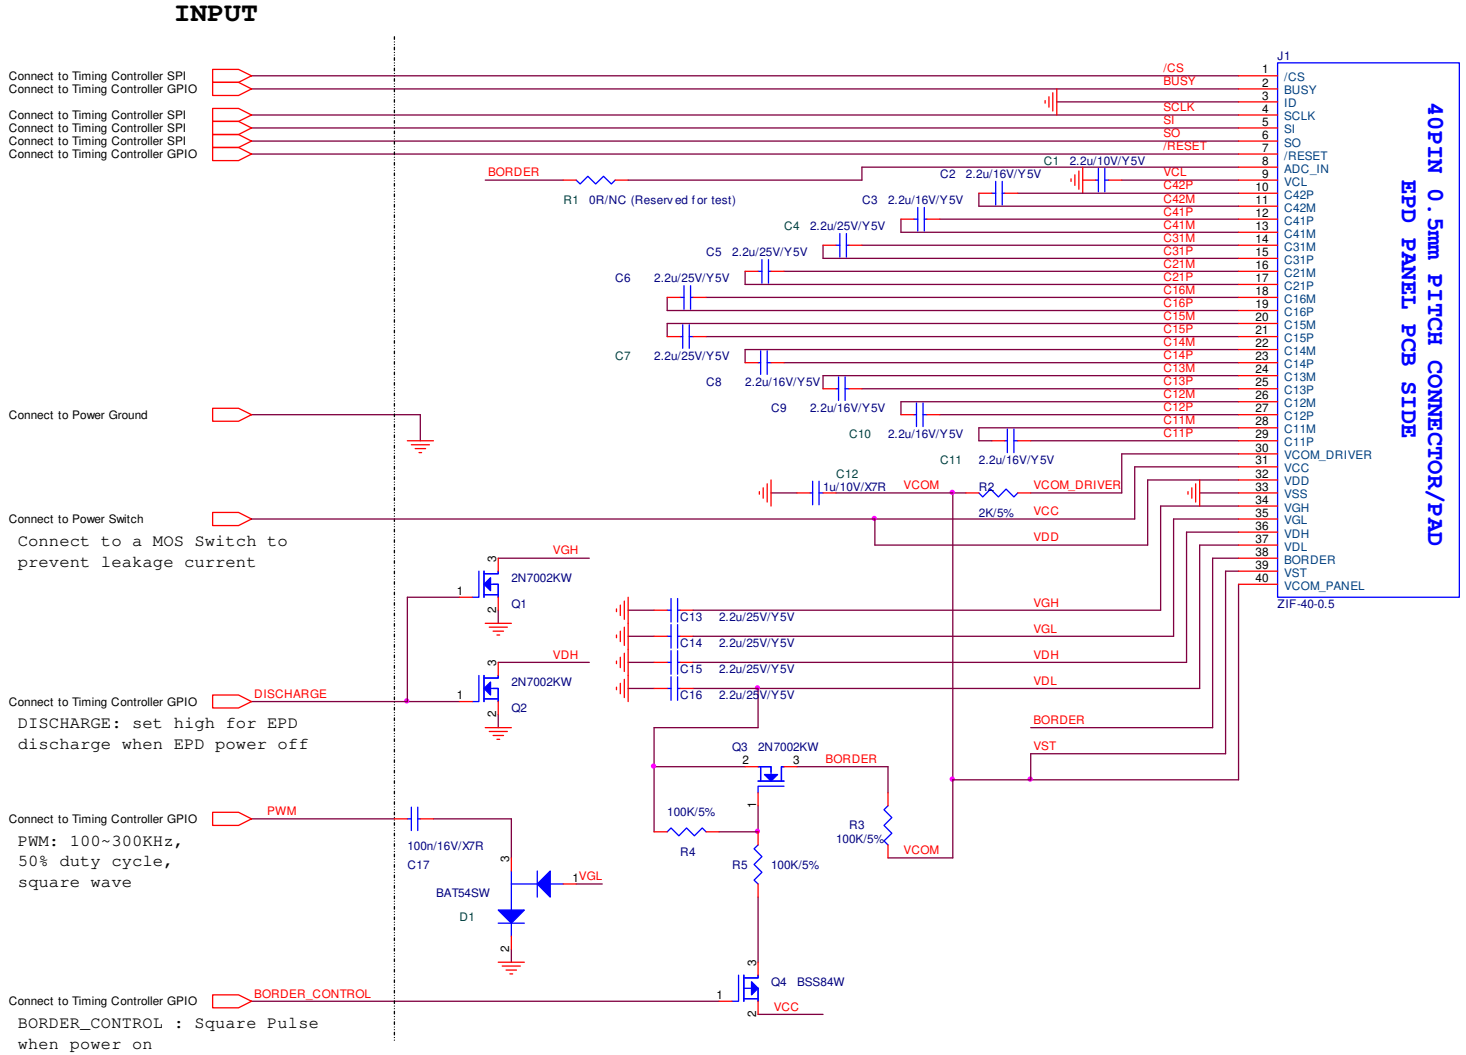 INPUT
Connect to Timing Controller SPI
Connect to Timing Controller GPIO
Connect to Timing Controller SPI
Connect to Timing Controller SPI
Connect to Timing Controller SPI
Connect to Timing Controller GPIO
/CS
BUSY
SCLK
SI
SO
/RESET
BORDER
R1 0R/NC (Reserved for test)
C1 2.2u/10V/Y5V
C2 2.2u/16V/Y5V
C3 2.2u/16V/Y5V
C4 2.2u/25V/Y5V
C5 2.2u/25V/Y5V
C6 2.2u/25V/Y5V
C7 2.2u/25V/Y5V
C8 2.2u/16V/Y5V
C9 2.2u/16V/Y5V
C10 2.2u/16V/Y5V
C11 2.2u/16V/Y5V
VCL
C42P
C42M
C41P
C41M
C31M
C31P
C21M
C21P
C16M
C16P
C15M
C15P
C14M
C14P
C13M
C13P
C12M
C12P
C11M
C11P
J1
1 /CS
2 BUSY
3 ID
4 SCLK
5 SI
6 SO
7 /RESET
8 ADC_IN
9 VCL
10 C42P
11 C42M
12 C41P
13 C41M
14 C31M
15 C31P
16 C21M
17 C21P
18 C16M
19 C16P
20 C15M
21 C15P
22 C14M
23 C14P
24 C13M
25 C13P
26 C12M
27 C12P
28 C11M
29 C11P
30 VCOM_DRIVER
31 VCC
32 VDD
33 VSS
34 VGH
35 VGL
36 VDH
37 VDL
38 BORDER
39 VST
40 VCOM_PANEL
ZIF-40-0.5
40PIN 0.5mm PITCH CONNECTOR/PAD
EPD PANEL PCB SIDE
Connect to Power Ground
C12
1u/10V/X7R
VCOM
R2
2K/5%
VCOM_DRIVER
VCC
VDD
Connect to Power Switch
Connect to a MOS Switch to
prevent leakage current
VGH
3
2N7002KW
1
2
Q1
VDH
3
2N7002KW
1
2
Q2
Connect to Timing Controller GPIO
DISCHARGE
DISCHARGE: set high for EPD
discharge when EPD power off
C13 2.2u/25V/Y5V
VGH
C14 2.2u/25V/Y5V
VGL
C15 2.2u/25V/Y5V
VDH
C16 2.2u/25V/Y5V
VDL
BORDER
VST
Q3 2N7002KW
2
3
BORDER
1
100K/5%
R4
R3
100K/5%
VCOM
R5 100K/5%
Connect to Timing Controller GPIO
PWM
PWM: 100~300KHz,
50% duty cycle,
square wave
100n/16V/X7R
C17
3
1
VGL
BAT54SW
D1
2
Connect to Timing Controller GPIO
BORDER_CONTROL
BORDER_CONTROL : Square Pulse
when power on
3
Q4 BSS84W
1
2
VCC